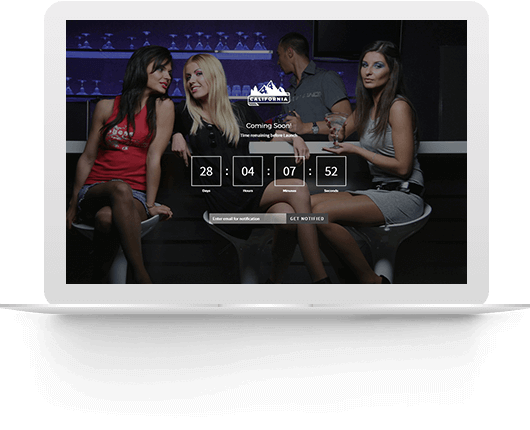 CALIFORNIA
Coming Soon!
Time remaining before Launch
28 : 04 : 07 : 52
Days Hours Minutes Seconds
Enter email for notification GET NOTIFIED